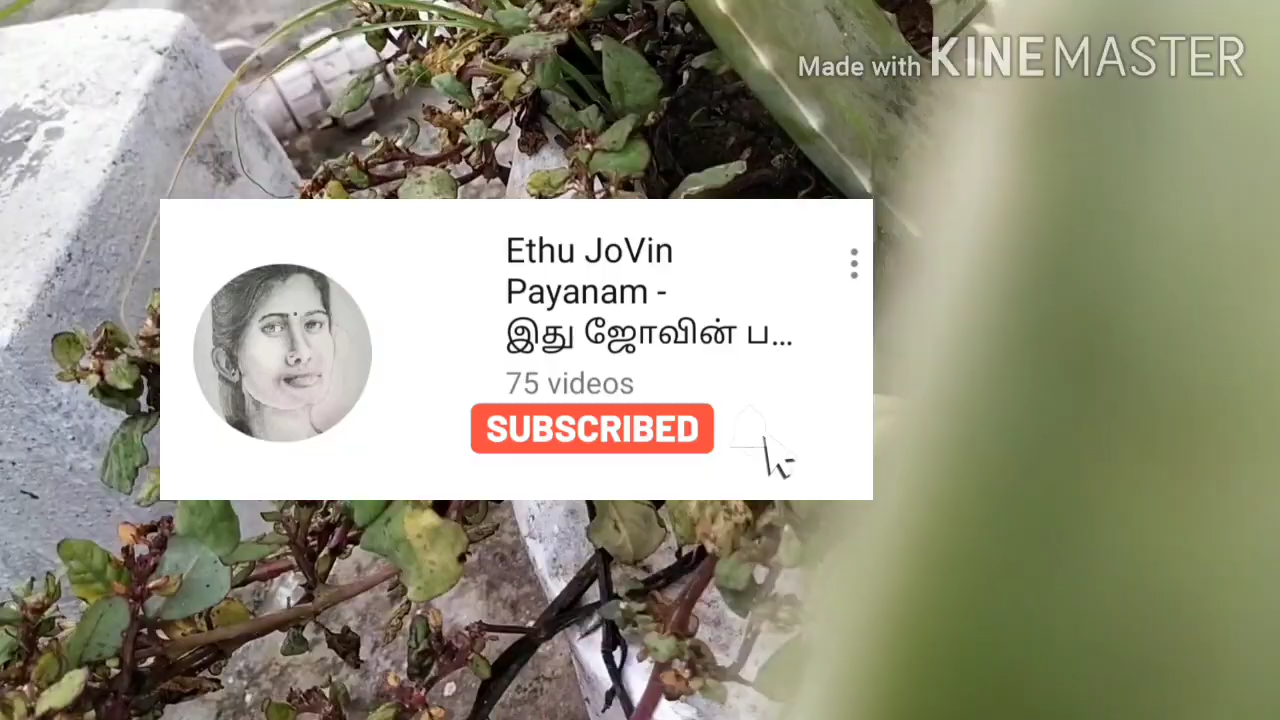 Made with KINEMASTER
Ethu JoVin
Payanam -
இது ஜோவின் ப...
75 videos
SUBSCRIBED